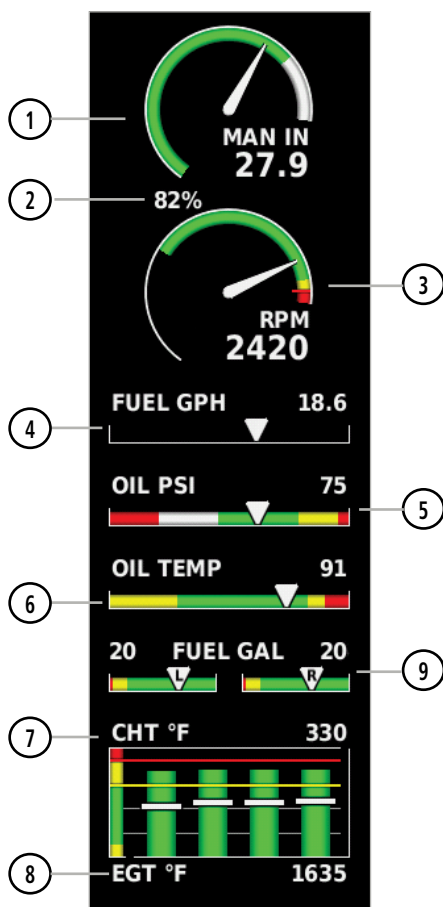 1
MAN IN
27.9
2
82%
3
RPM
2420
4
FUEL GPH 18.6
5
OIL PSI 75
6
OIL TEMP 91
9
20 FUEL GAL 20
L R
7
CHT °F 330
8
EGT °F 1635